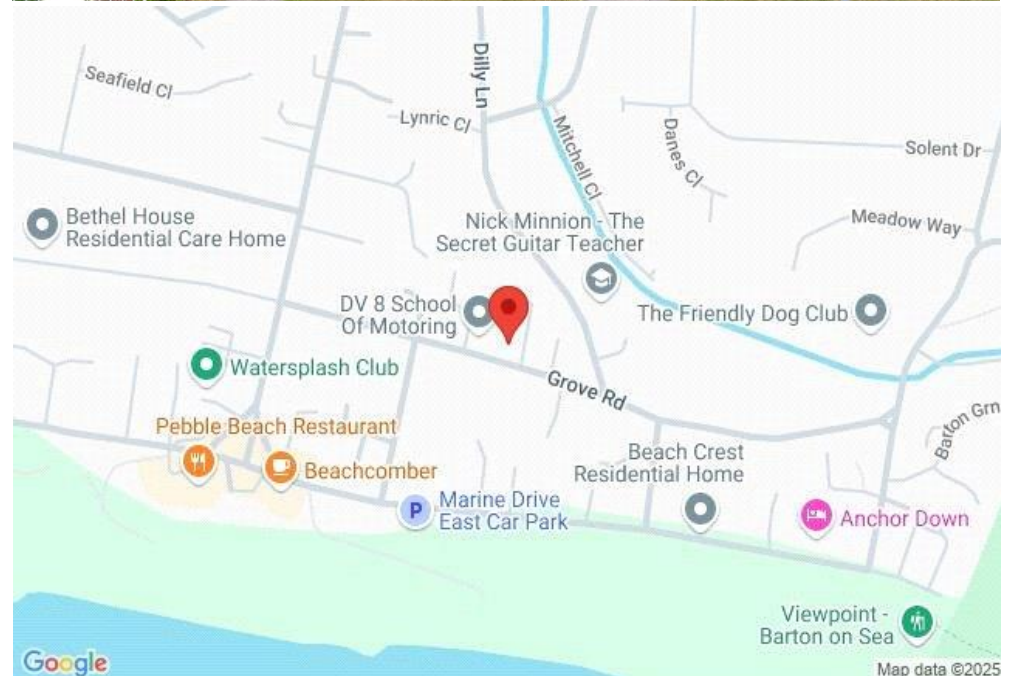 Dilly Ln
Seafield Cl
Lynric Cl
Mitchell Cl
Danes Cl
Solent Dr
Bethel House
Residential Care Home
Nick Minnion - The
Secret Guitar Teacher
Meadow Way
DV 8 School
Of Motoring
The Friendly Dog Club
Watersplash Club
Grove Rd
Barton Grn
Pebble Beach Restaurant
Beachcomber
Beach Crest
Residential Home
P
Marine Drive
East Car Park
Anchor Down
Viewpoint -
Barton on Sea
Google
Map data ©2025